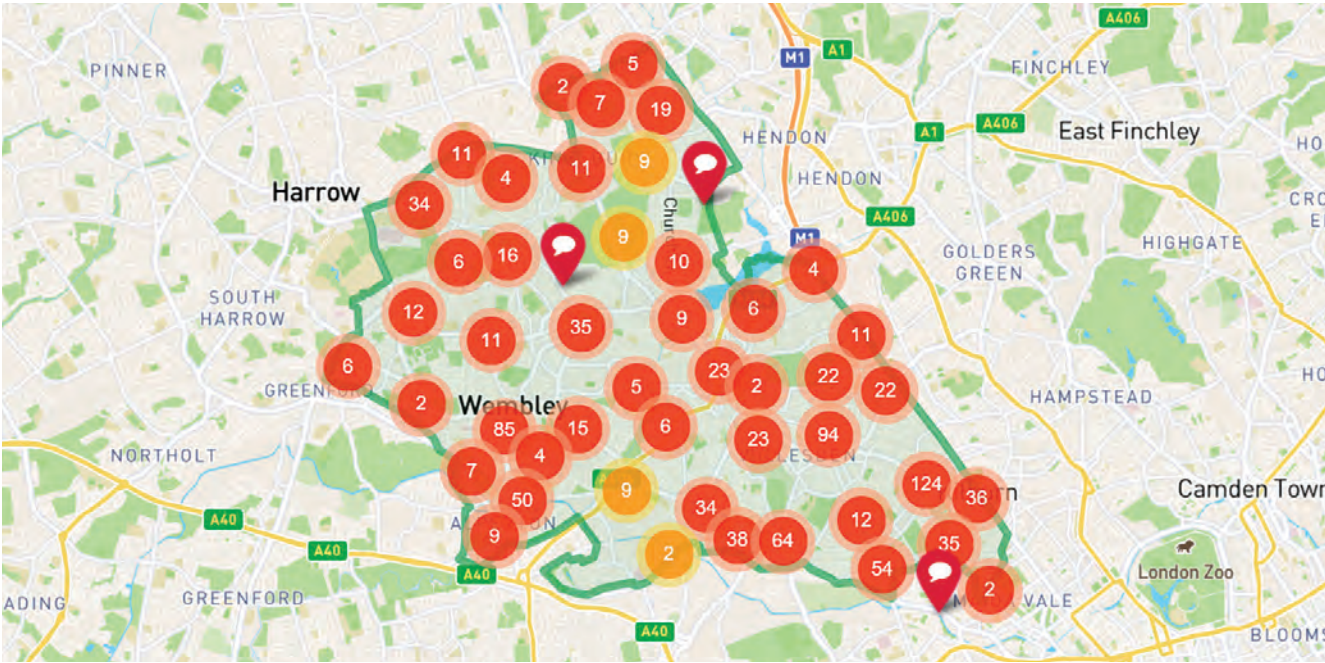 A406
A1
M1
PINNER
FINCHLEY
5
2
7
19
HENDON
A1
A406
East Finchley
11
4
11
9
HENDON
Harrow
34
A406
M1
HIGHGATE
GOLDERS
GREEN
9
6
16
10
4
SOUTH
HARROW
12
11
35
9
6
11
6
GREENFORD
2
Wembley
5
23
2
22
22
HAMPSTEAD
85
15
6
23
94
NORTHOLT
7
4
50
9
124
36
Camden Town
A40
9
34
38
64
12
35
A40
A40
2
54
2
London Zoo
GREENFORD
VALE
A40